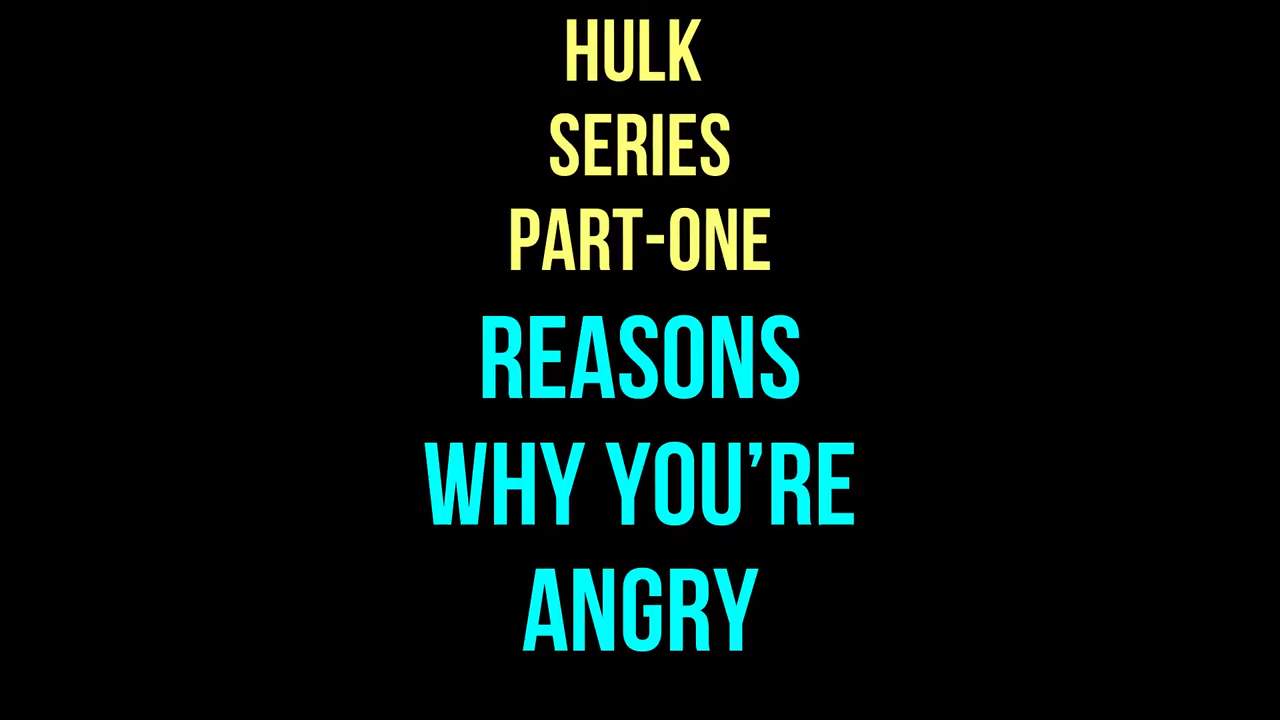 HULK
SERIES
PART-ONE
REASONS
WHY YOU’RE
ANGRY